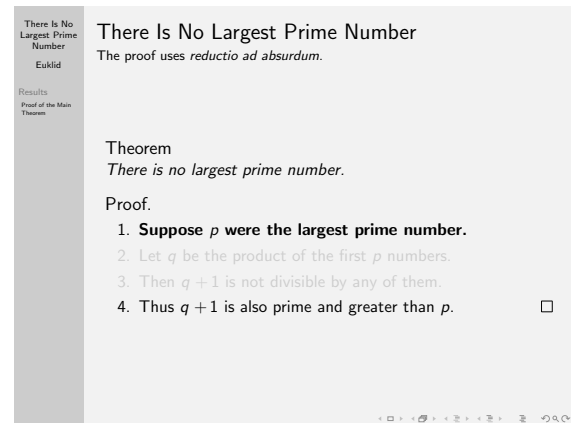 There Is No
Largest Prime
Number
Euklid
Results
Proof of the Main
Theorem
There Is No Largest Prime Number
The proof uses reductio ad absurdum.
Theorem
There is no largest prime number.
Proof.
1. Suppose p were the largest prime number.
2. Let q be the product of the first p numbers.
3. Then q + 1 is not divisible by any of them.
4. Thus q + 1 is also prime and greater than p. □